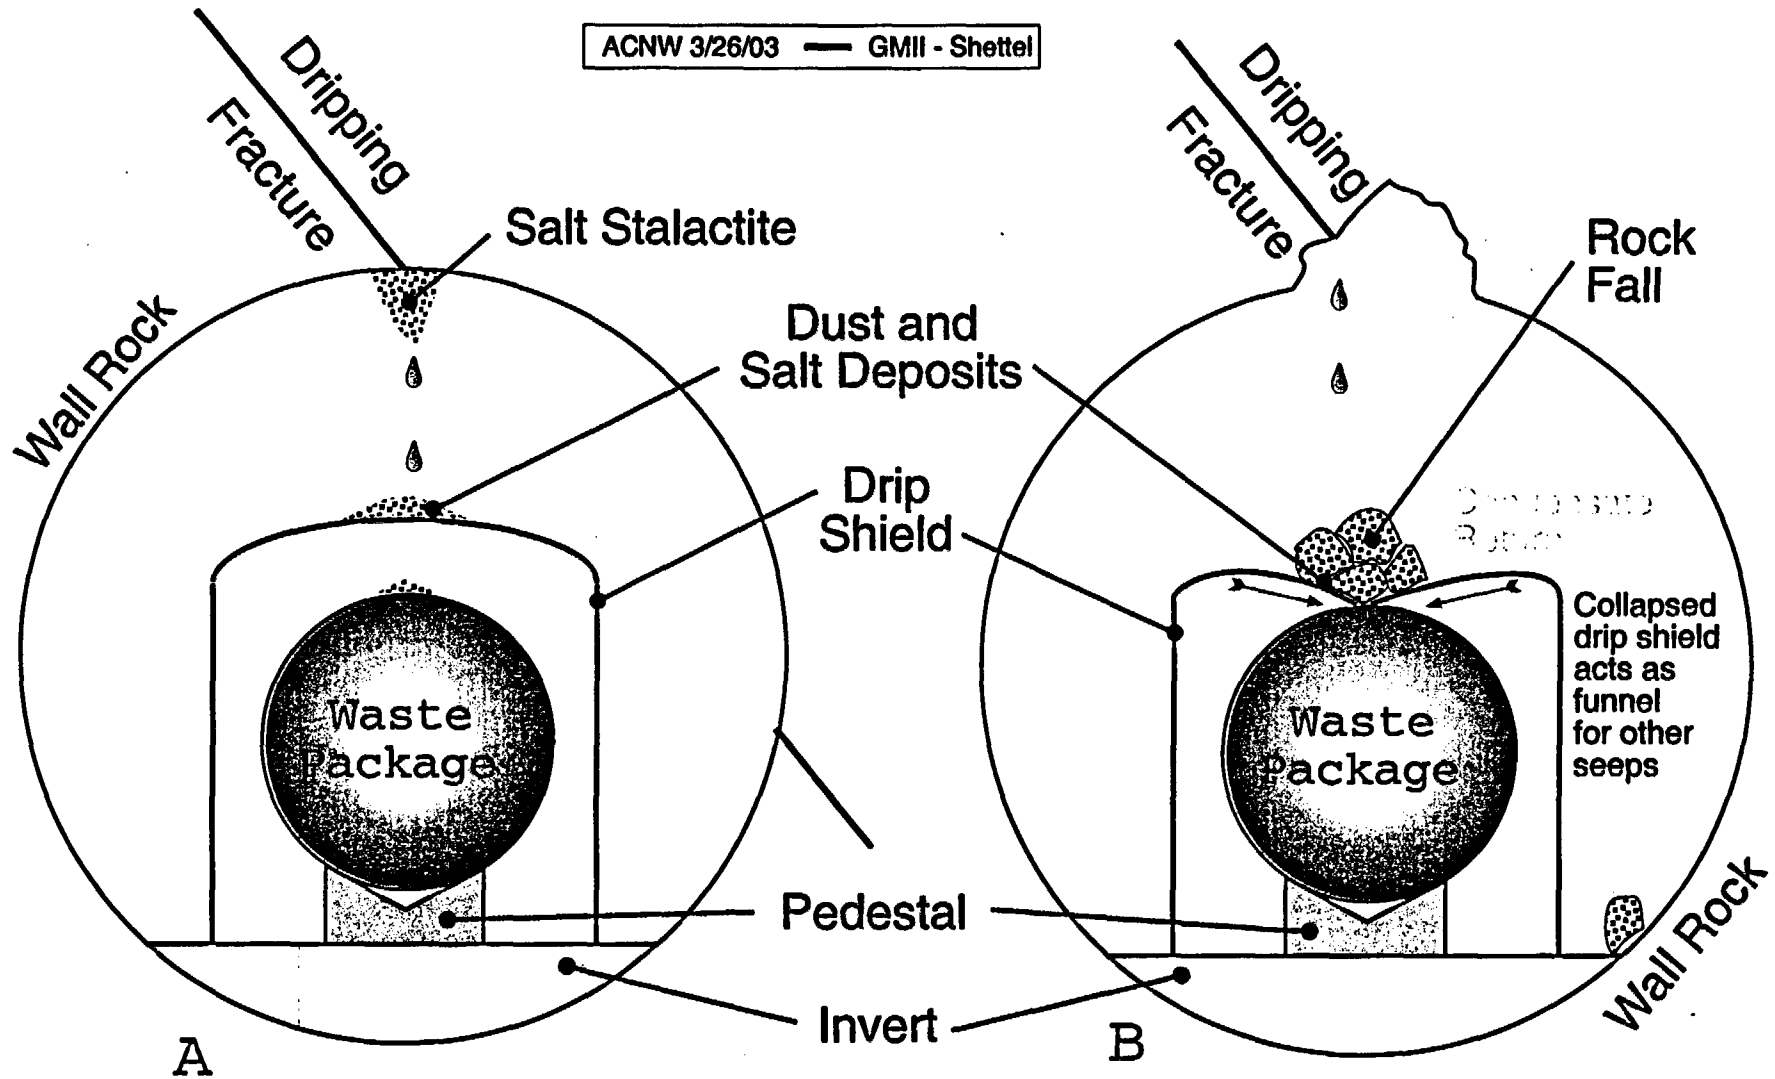 ACNW 3/26/03 — GMII - Shettel
Dripping
Fracture
Salt Stalactite
Wall Rock
Dust and
Salt Deposits
Drip
Shield
Waste
Package
Pedestal
Invert
A
Dripping
Fracture
Rock
Fall
Collapsed
drip shield
acts as
funnel
for other
seeps
Waste
Package
Wall Rock
B